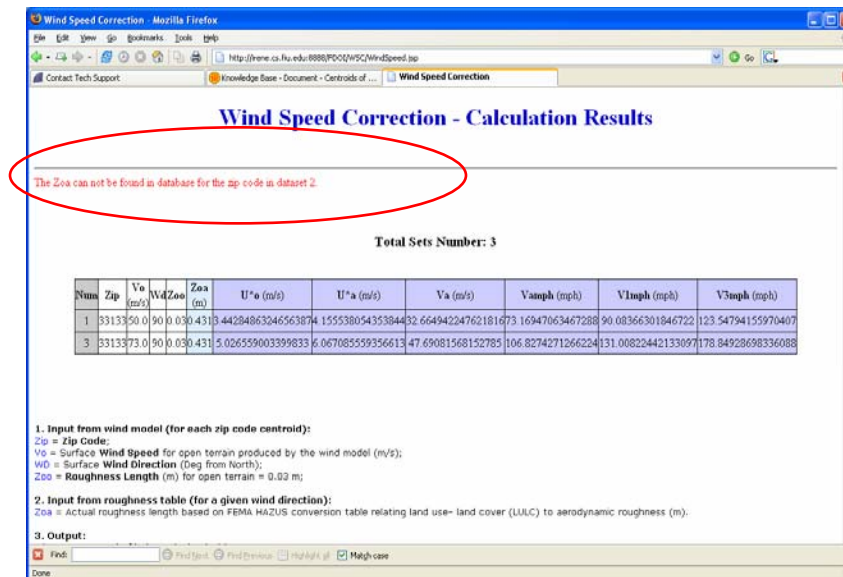 Wind Speed Correction - Mozilla Firefox
File Edit View Go Bookmarks Tools Help
http://irene.cs.fiu.edu:8888/PDOI/WSC/WindSpeed.jsp Go
Contact Tech Support Knowledge Base - Document - Centroids of ... Wind Speed Correction
Wind Speed Correction - Calculation Results
The Zoa can not be found in database for the zip code in dataset 2.
Total Sets Number: 3
Num Zip Vo (m/s) Wd Zoo Zoa (m) U*o (m/s) U*a (m/s) Va (m/s) Vamph (mph) V1mph (mph) V3mph (mph)
1 33133 50.0 90 0.03 0.431 3.4428486324656387 4.155538054353844 32.664942247621816 73.16947063467288 90.08366301846722 123.54794155970407
3 33133 73.0 90 0.03 0.431 5.026559003399833 6.067085559356613 47.69081568152785 106.8274271266224 131.00822442133097 178.84928698336088
1. Input from wind model (for each zip code centroid):
Zip = Zip Code;
Vo = Surface Wind Speed for open terrain produced by the wind model (m/s);
WD = Surface Wind Direction (Deg from North);
Zoo = Roughness Length (m) for open terrain = 0.03 m;
2. Input from roughness table (for a given wind direction):
Zoa = Actual roughness length based on FEMA HAZUS conversion table relating land use- land cover (LULC) to aerodynamic roughness (m).
3. Output:
Find: Find Next Find Previous Highlight all Match case
Done